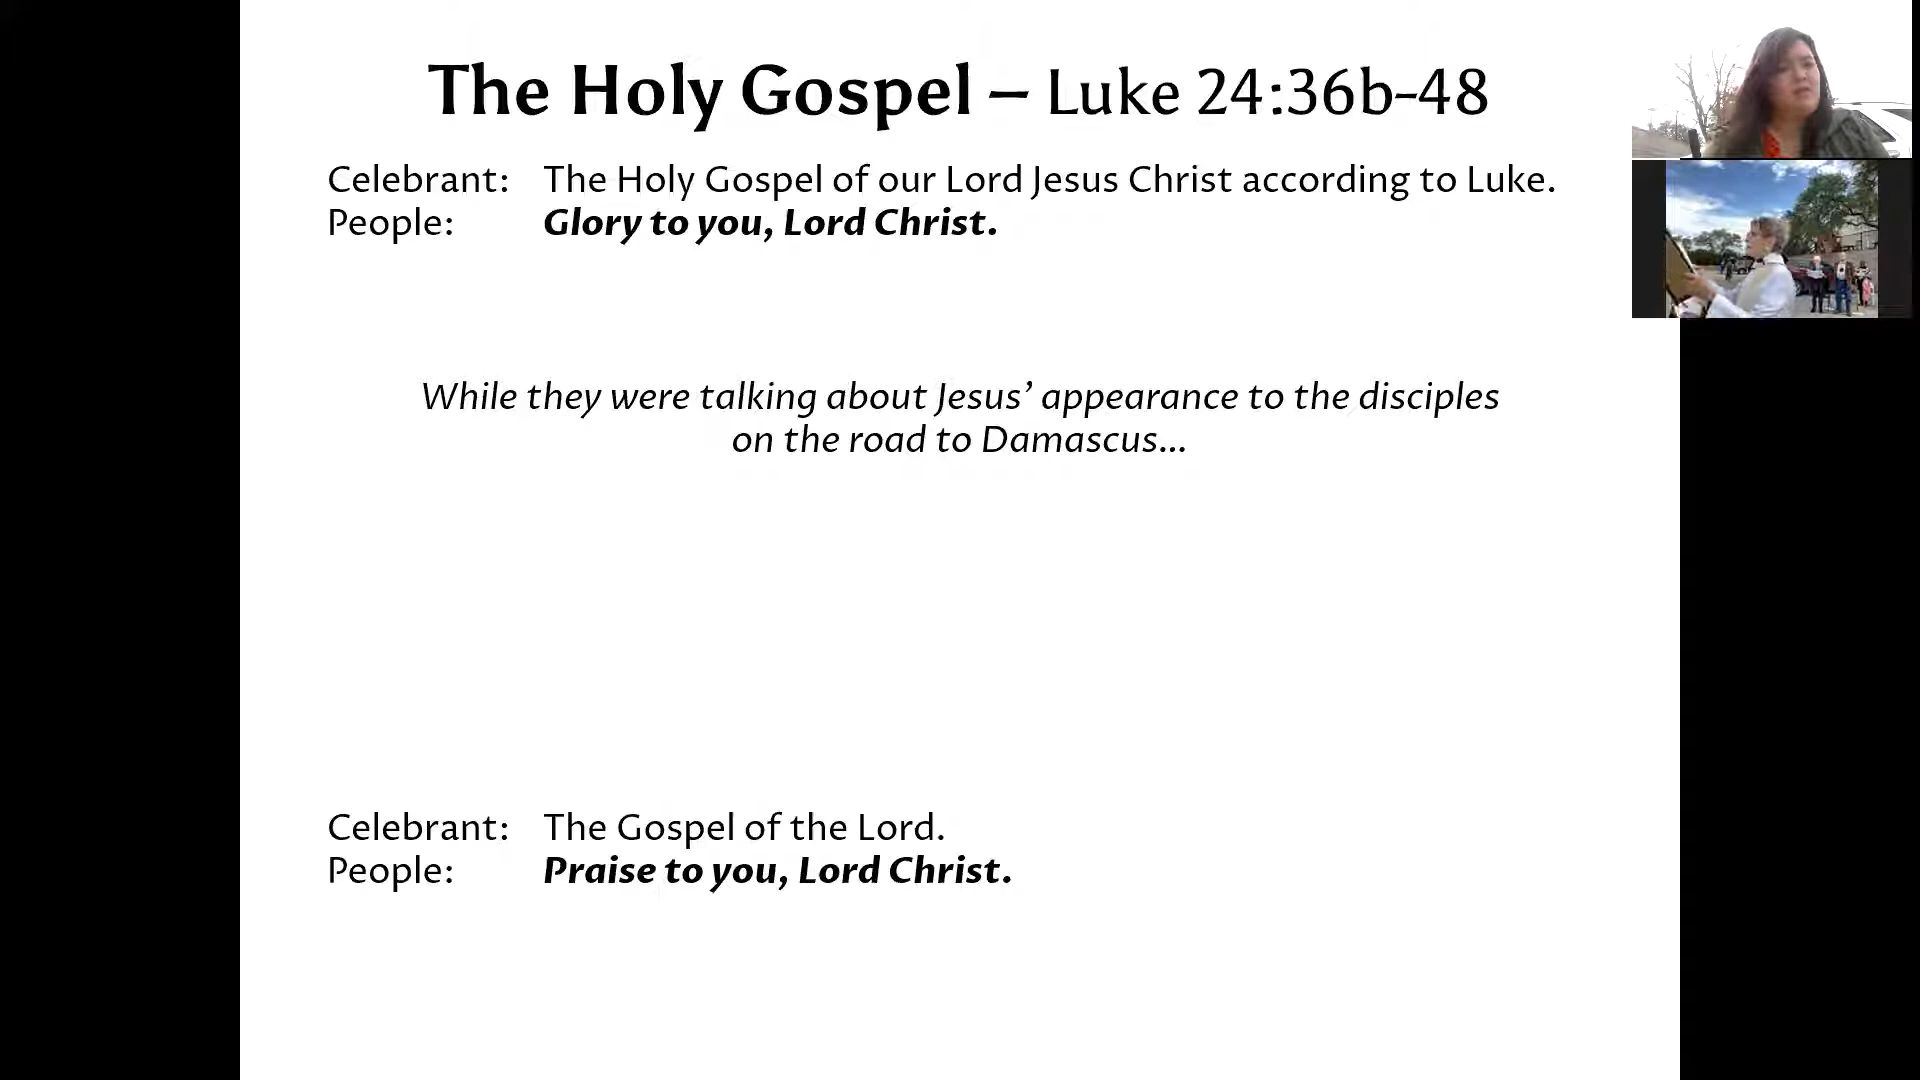 The Holy Gospel – Luke 24:36b-48
Celebrant: The Holy Gospel of our Lord Jesus Christ according to Luke.
People: Glory to you, Lord Christ.
While they were talking about Jesus’ appearance to the disciples
on the road to Damascus...
Celebrant: The Gospel of the Lord.
People: Praise to you, Lord Christ.